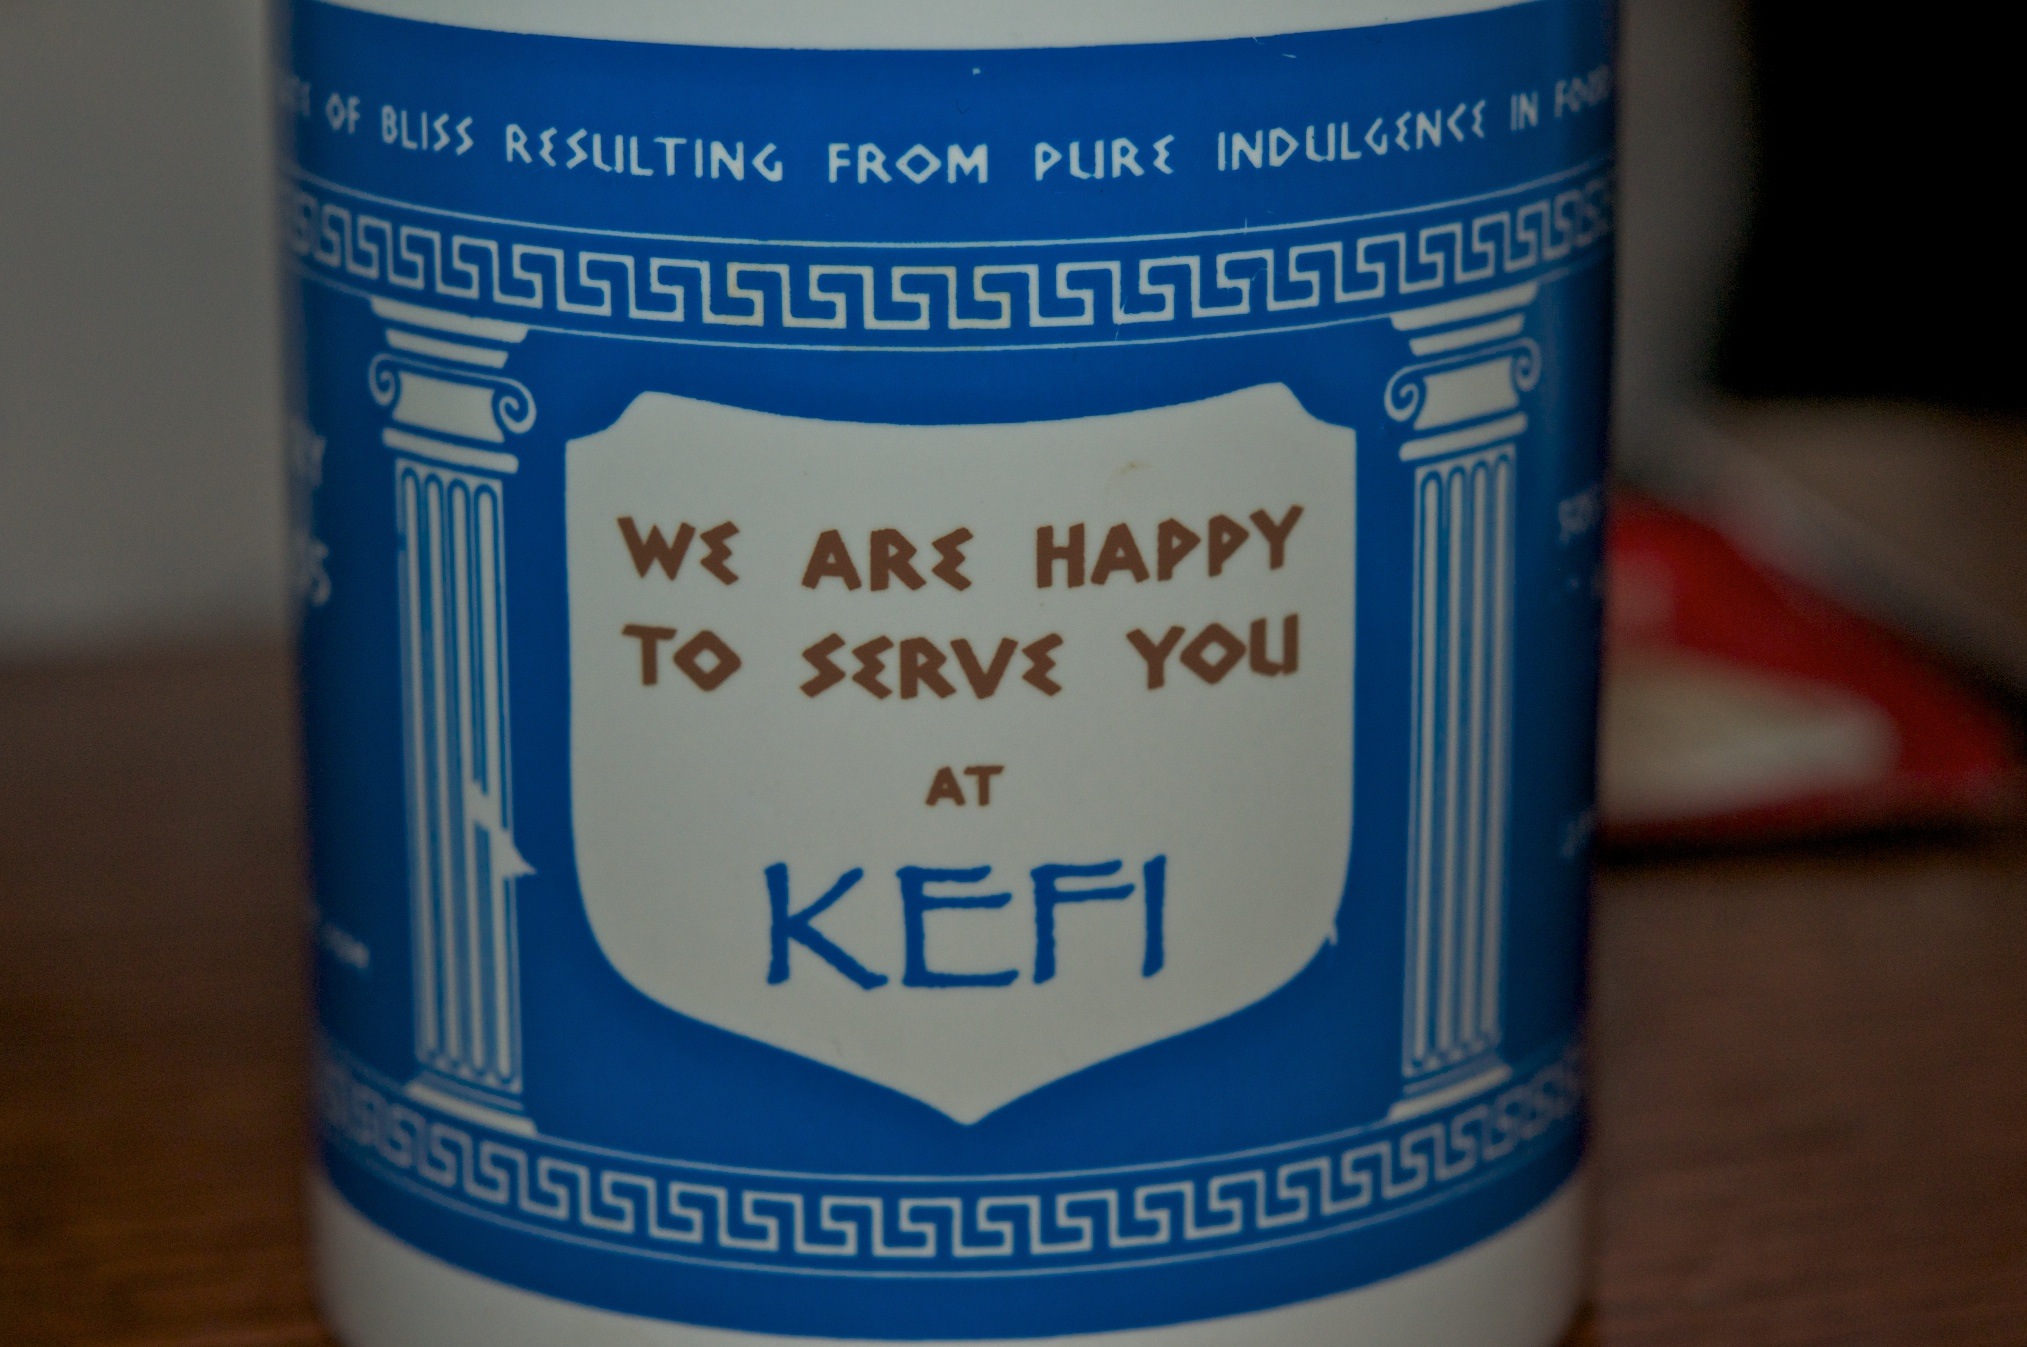 OF BLISS RESULTING FROM PURE INDULGENCE IN
WE ARE HAPPY
TO SERVE YOU
AT
KEFI